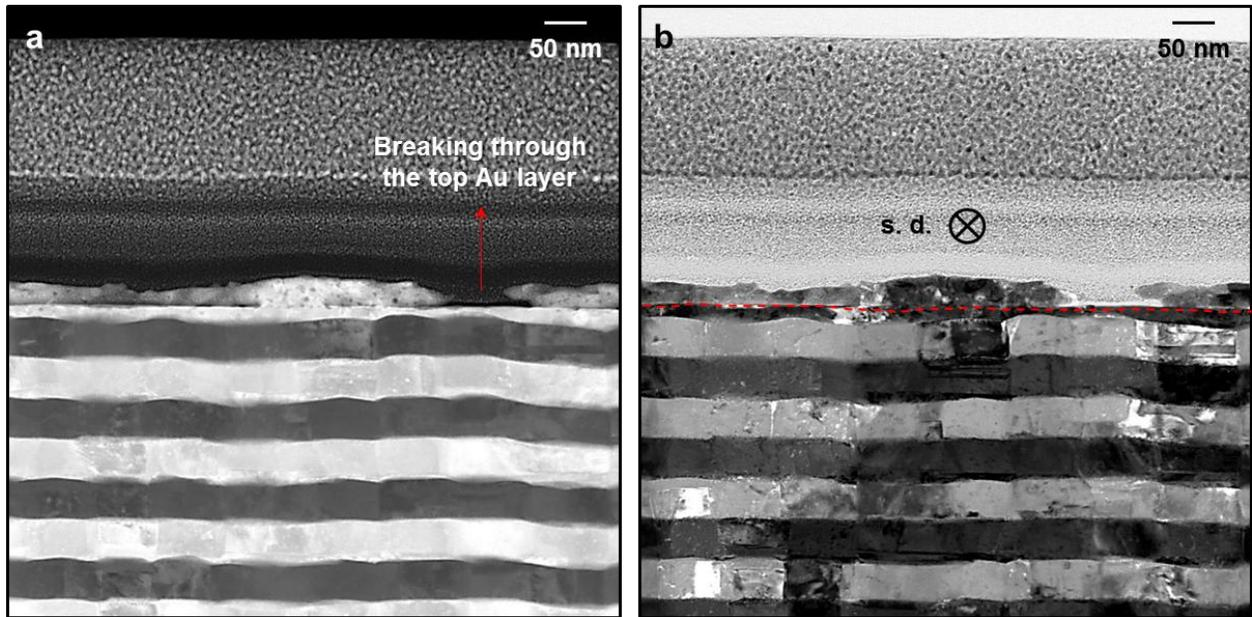 a
50 nm
Breaking through
the top Au layer
b
50 nm
s. d.